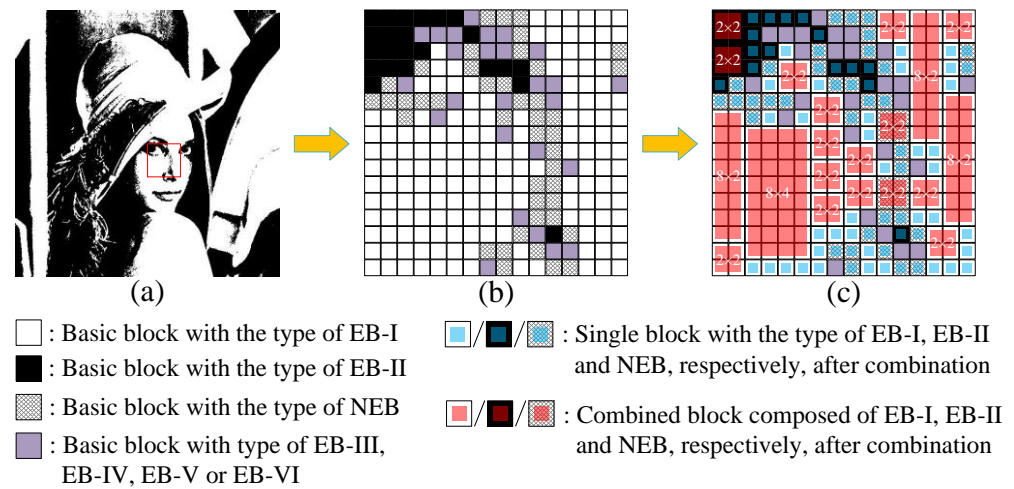 2×2
2×2
2×2
2×2
8×2
2×2
2×2
2×2
2×2
8×2
2×2
8×2
8×4
2×2
2×2
2×2
2×2
2×2
2×2
(a)
(b)
(c)
: Basic block with the type of EB-I
: Basic block with the type of EB-II
: Basic block with the type of NEB
: Basic block with type of EB-III,
EB-IV, EB-V or EB-VI
/ / : Single block with the type of EB-I, EB-II
and NEB, respectively, after combination
/ / : Combined block composed of EB-I, EB-II
and NEB, respectively, after combination